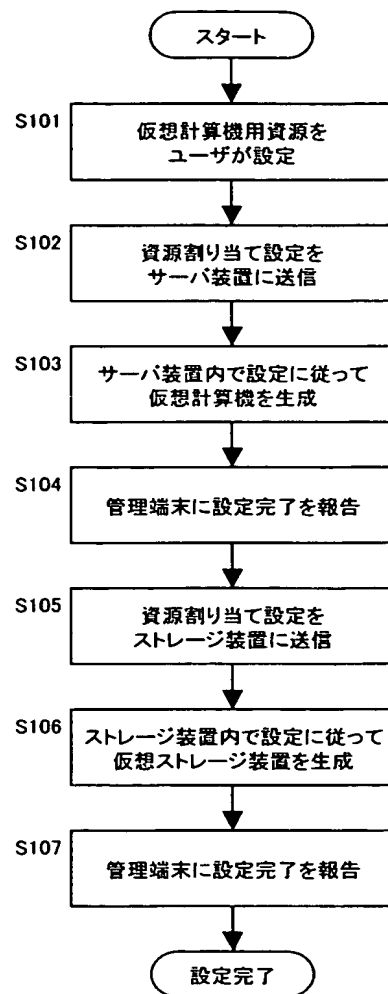 スタート
S101
仮想計算機用資源を
ユーザが設定
S102
資源割り当て設定を
サーバ装置に送信
S103
サーバ装置内で設定に従って
仮想計算機を生成
S104
管理端末に設定完了を報告
S105
資源割り当て設定を
ストレージ装置に送信
S106
ストレージ装置内で設定に従って
仮想ストレージ装置を生成
S107
管理端末に設定完了を報告
設定完了